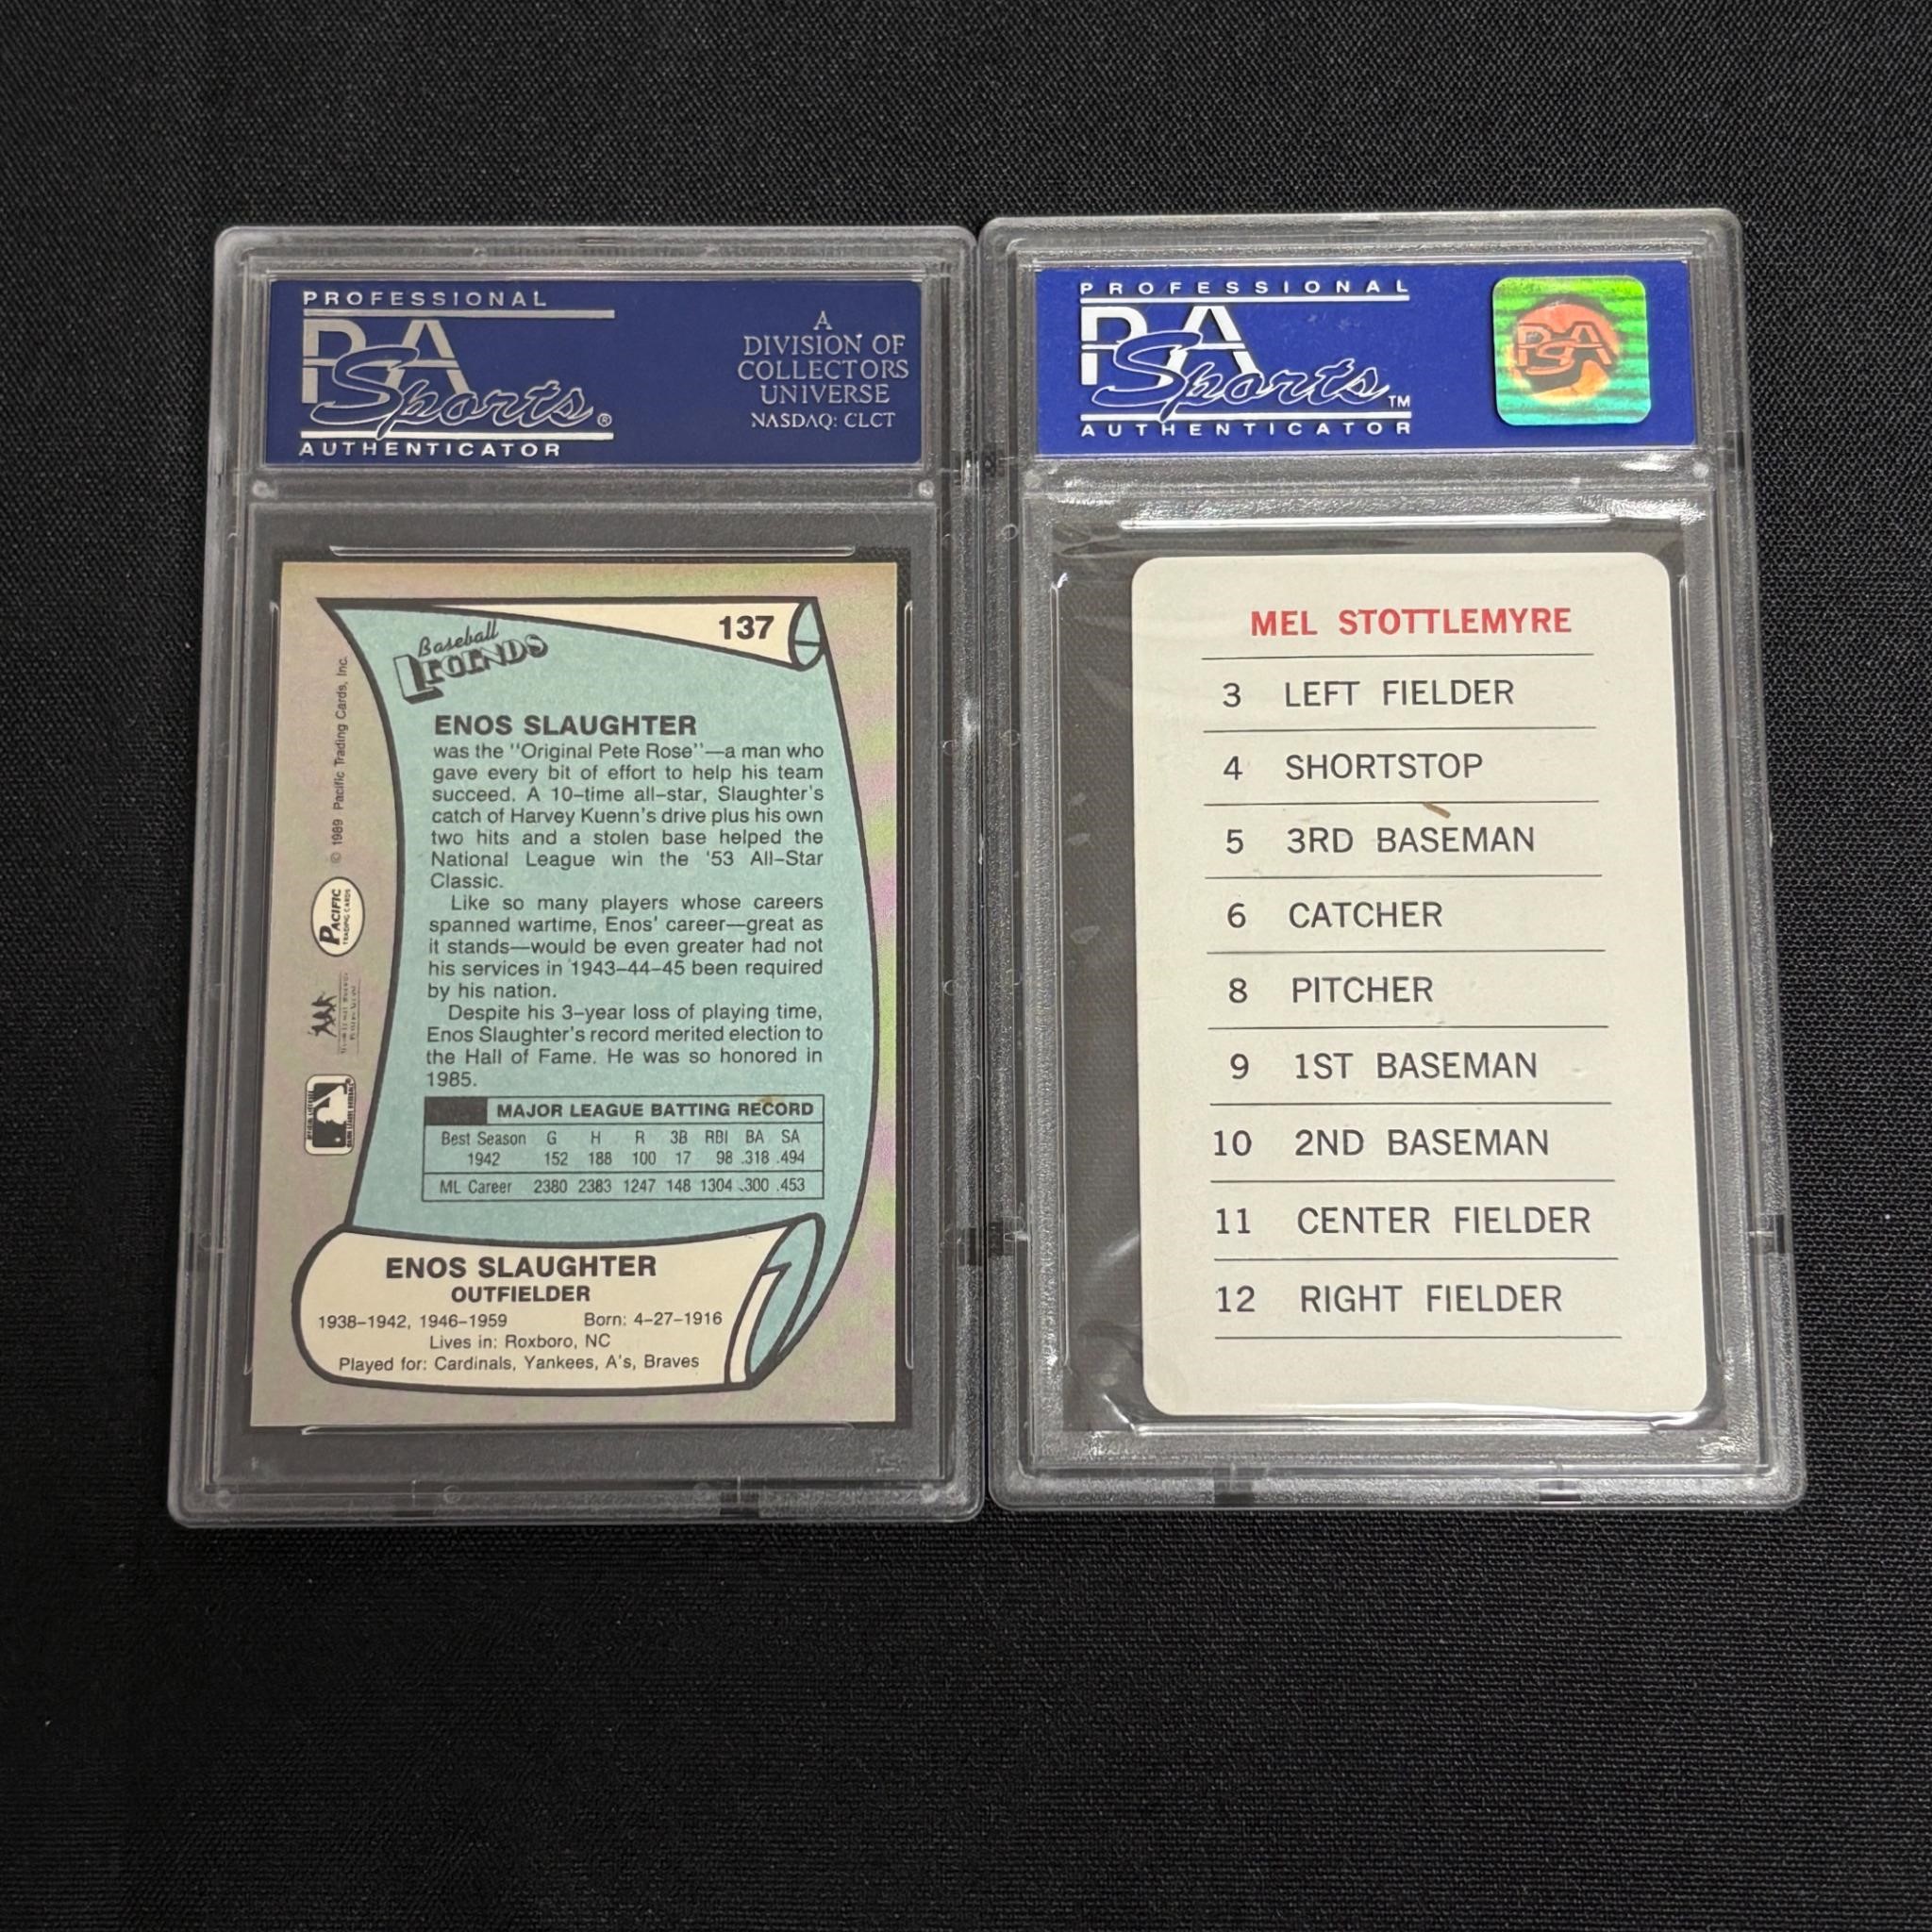 PROFESSIONAL
PSA
Sports®
AUTHENTICATOR
A
DIVISION OF
COLLECTORS
UNIVERSE
NASDAQ: CLCT
137
Baseball
LEGENDS
ENOS SLAUGHTER
was the "Original Pete Rose"—a man who
gave every bit of effort to help his team
succeed. A 10-time all-star, Slaughter's
catch of Harvey Kuenn's drive plus his own
two hits and a stolen base helped the
National League win the '53 All-Star
Classic.
Like so many players whose careers
spanned wartime, Enos' career—great as
it stands—would be even greater had not
his services in 1943-44-45 been required
by his nation.
Despite his 3-year loss of playing time,
Enos Slaughter's record merited election to
the Hall of Fame. He was so honored in
1985.
MAJOR LEAGUE BATTING RECORD
Best Season G H R 3B RBI BA SA
1942 152 188 100 17 98 .318 .494
ML Career 2380 2383 1247 148 1304 .300 .453
ENOS SLAUGHTER
OUTFIELDER
1938-1942, 1946-1959 Born: 4-27-1916
Lives in: Roxboro, NC
Played for: Cardinals, Yankees, A's, Braves
© 1989 Pacific Trading Cards, Inc.
PACIFIC
TRADING CARDS
PROFESSIONAL
PSA
Sports™
AUTHENTICATOR
PSA
MEL STOTTLEMYRE
3 LEFT FIELDER
4 SHORTSTOP
5 3RD BASEMAN
6 CATCHER
8 PITCHER
9 1ST BASEMAN
10 2ND BASEMAN
11 CENTER FIELDER
12 RIGHT FIELDER